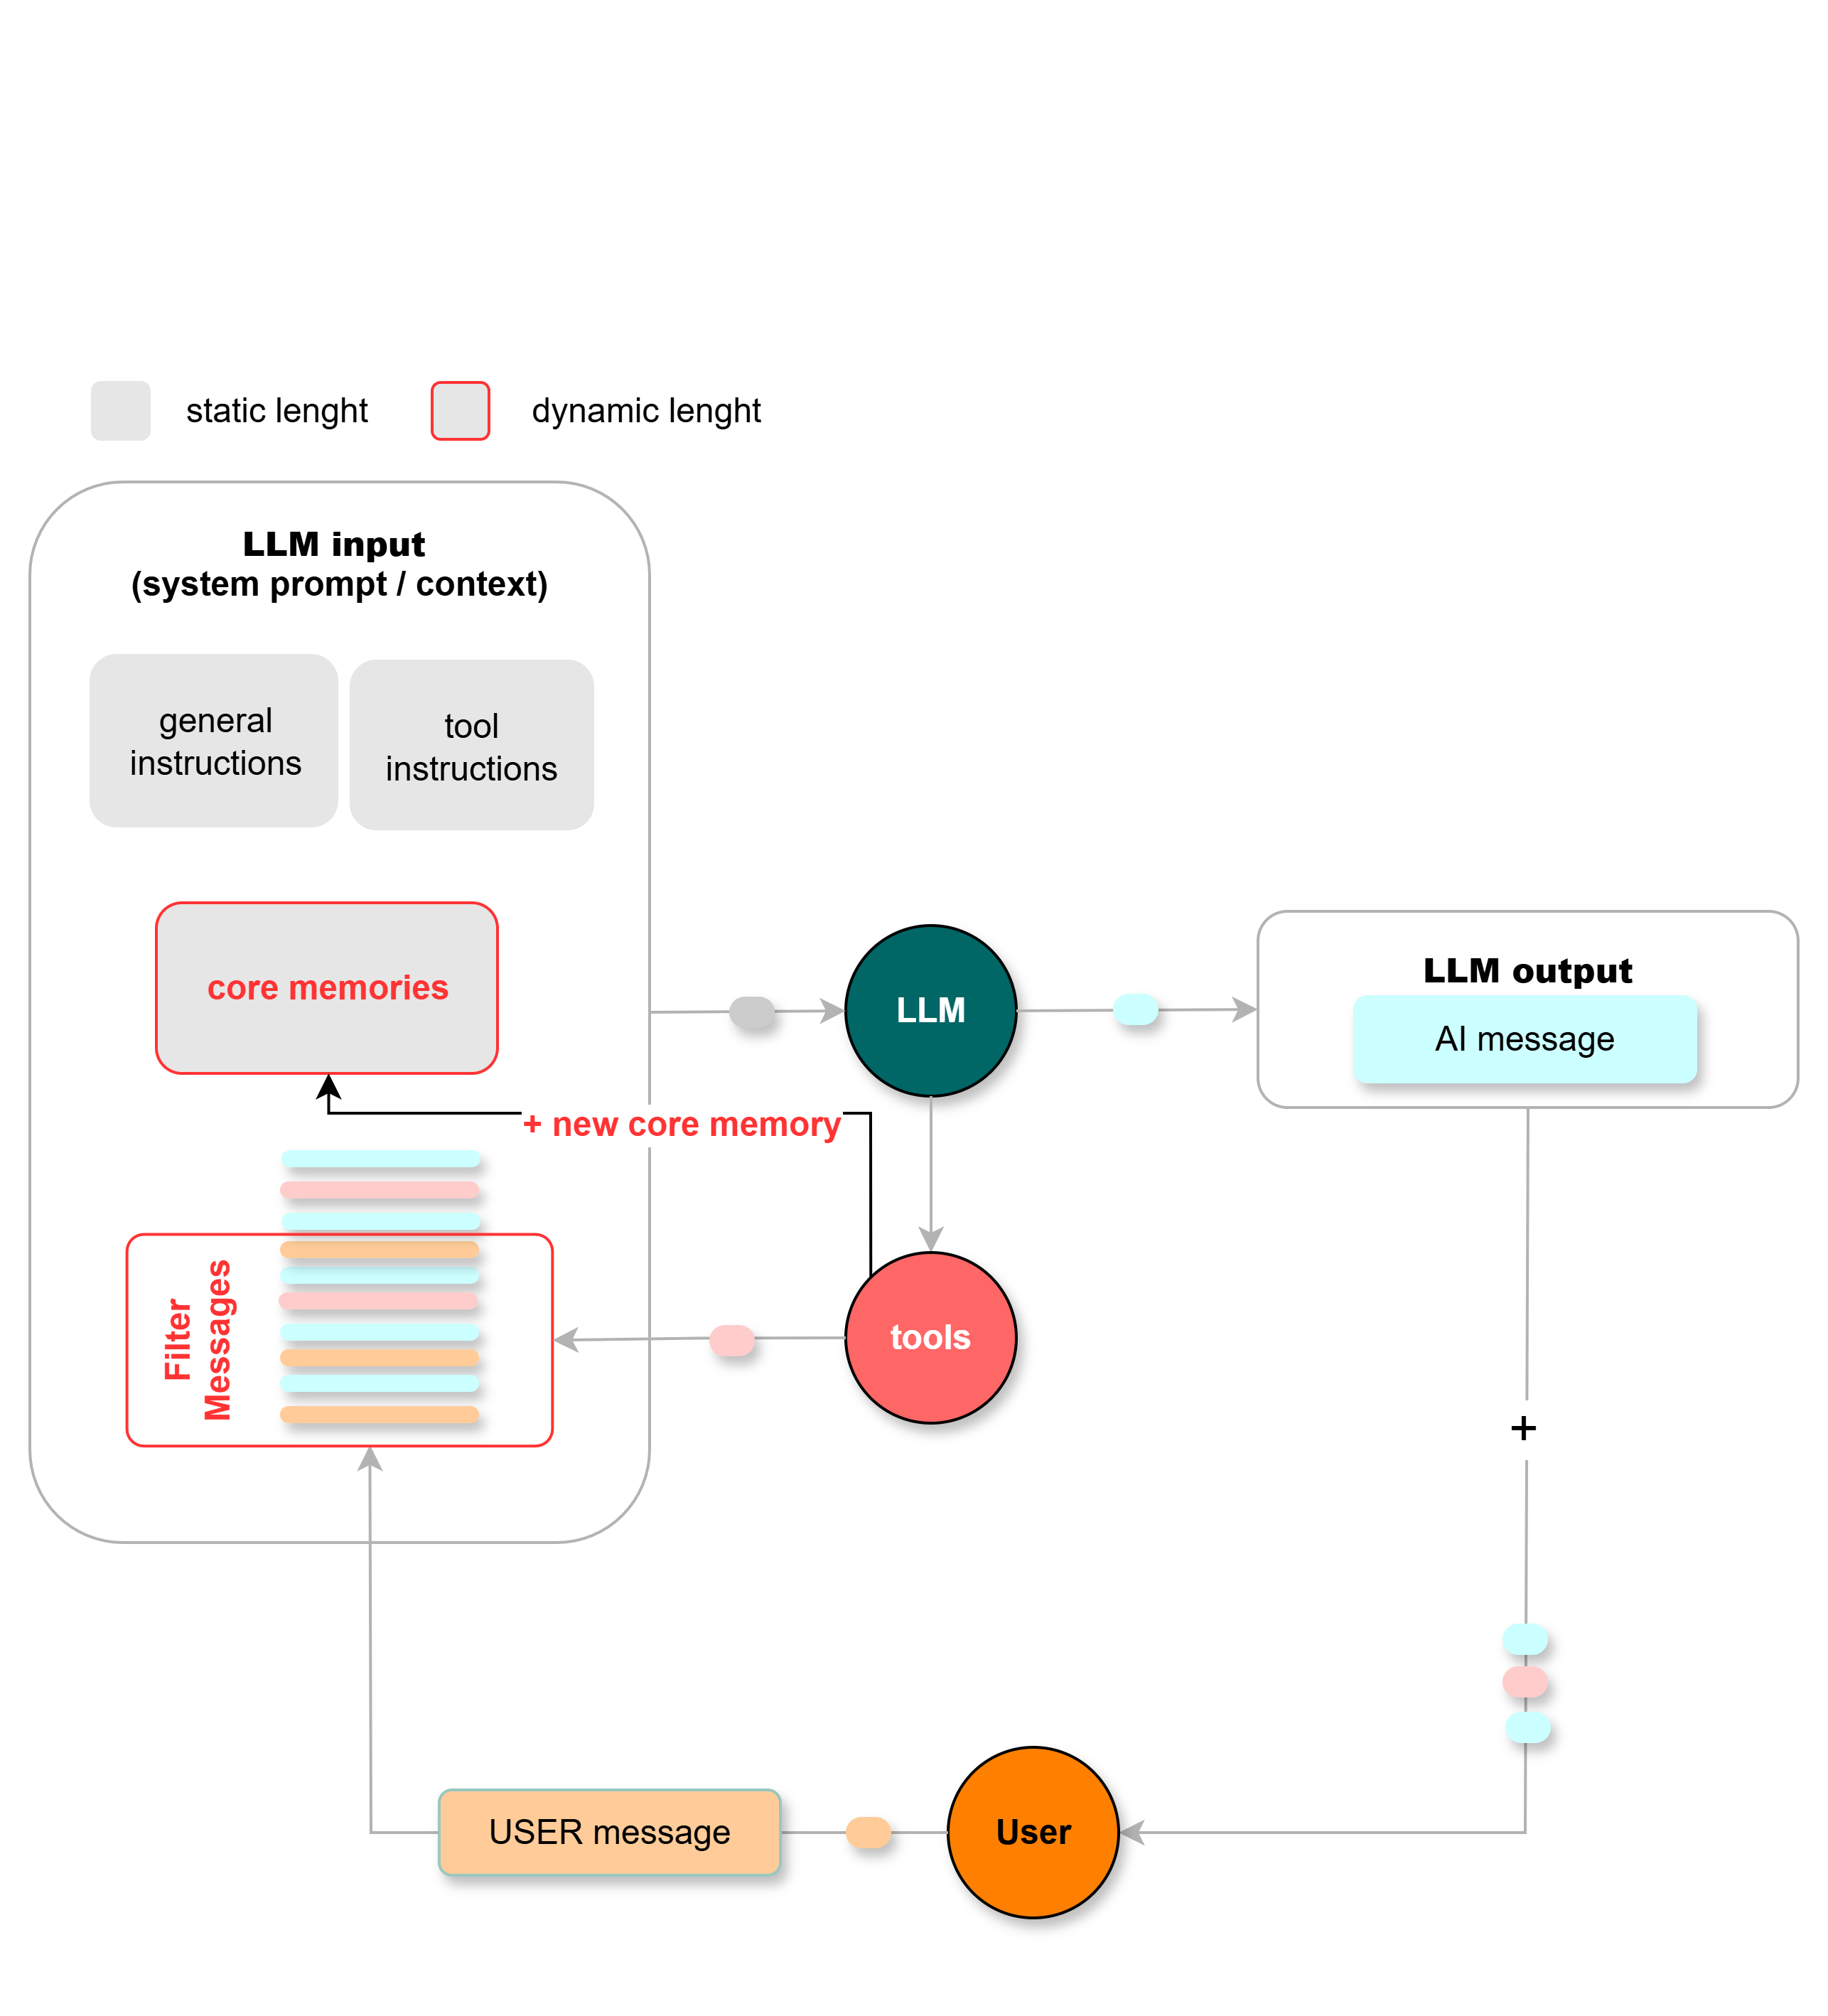 static lenght
dynamic lenght
LLM input
(system prompt / context)
general
instructions
tool
instructions
core memories
LLM
LLM output
AI message
+ new core memory
Filter
Messages
tools
+
USER message
User